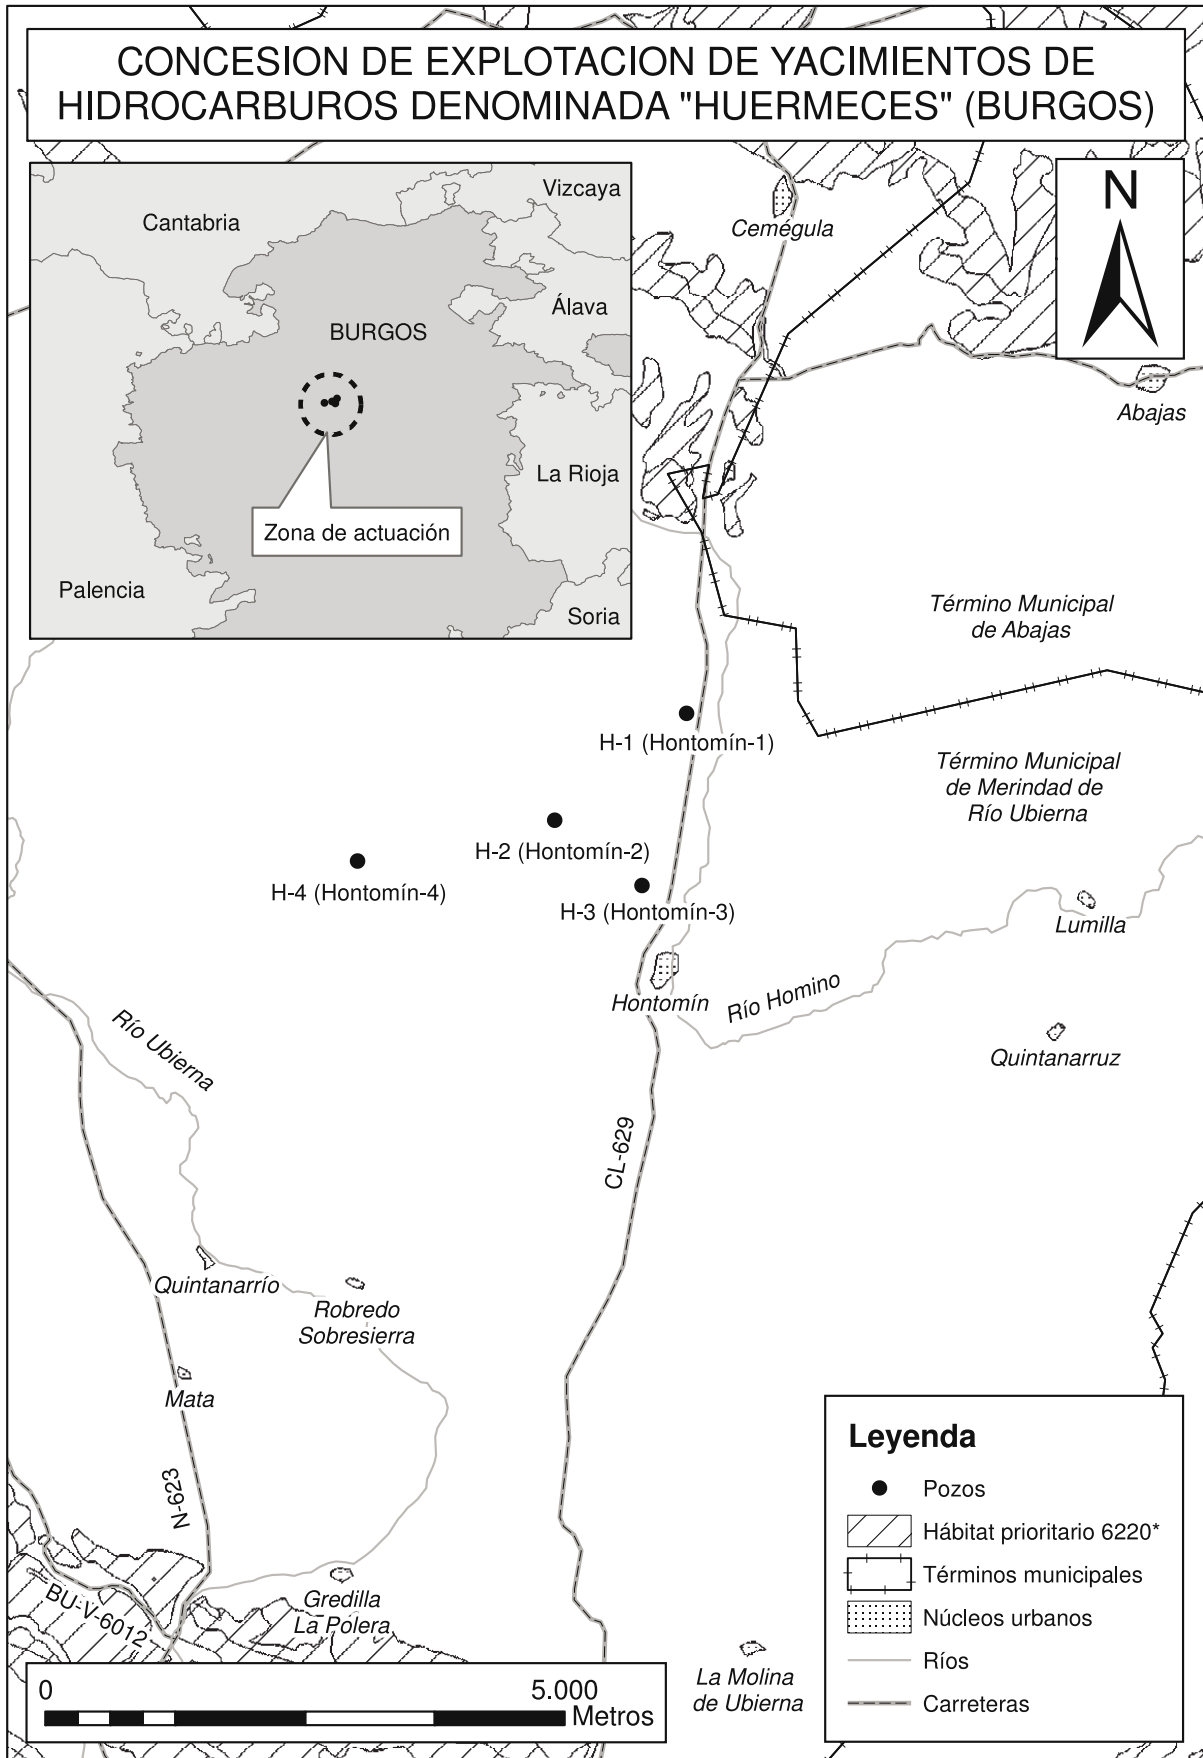 CONCESION DE EXPLOTACION DE YACIMIENTOS DE
HIDROCARBUROS DENOMINADA "HUERMECES" (BURGOS)
Vizcaya
Cantabria
Álava
BURGOS
La Rioja
Zona de actuación
Palencia
Soria
N
Cemégula
Abajas
Término Municipal
de Abajas
H-1 (Hontomín-1)
Término Municipal
de Merindad de
Río Ubierna
H-2 (Hontomín-2)
H-4 (Hontomín-4)
H-3 (Hontomín-3)
Lumilla
Hontomín
Río Homino
Río Ubierna
Quintanarruz
CL-629
Quintanarrío
Robredo
Sobresierra
Mata
N-623
Gredilla
La Pólera
BU-V-6012
La Molina
de Ubierna
Leyenda
Pozos
Hábitat prioritario 6220*
Términos municipales
Núcleos urbanos
Ríos
Carreteras
0 5.000
Metros